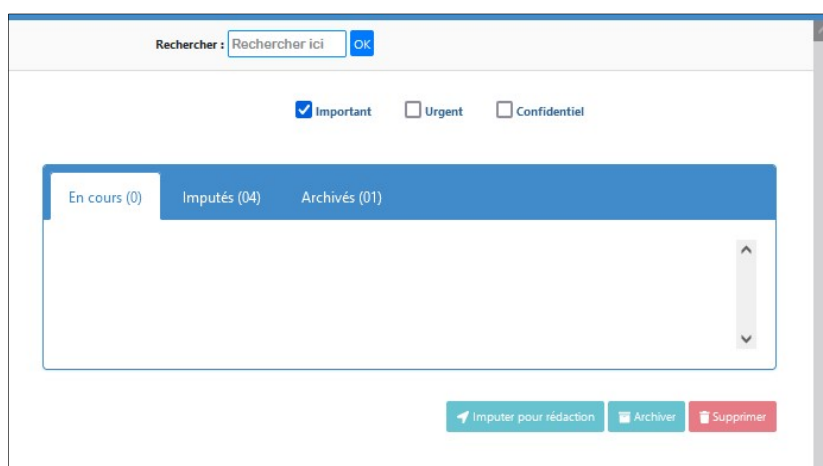 Rechercher : Rechercher ici OK
Important Urgent Confidentiel
En cours (0) Imputés (04) Archivés (01)
Imputer pour rédaction Archiver Supprimer